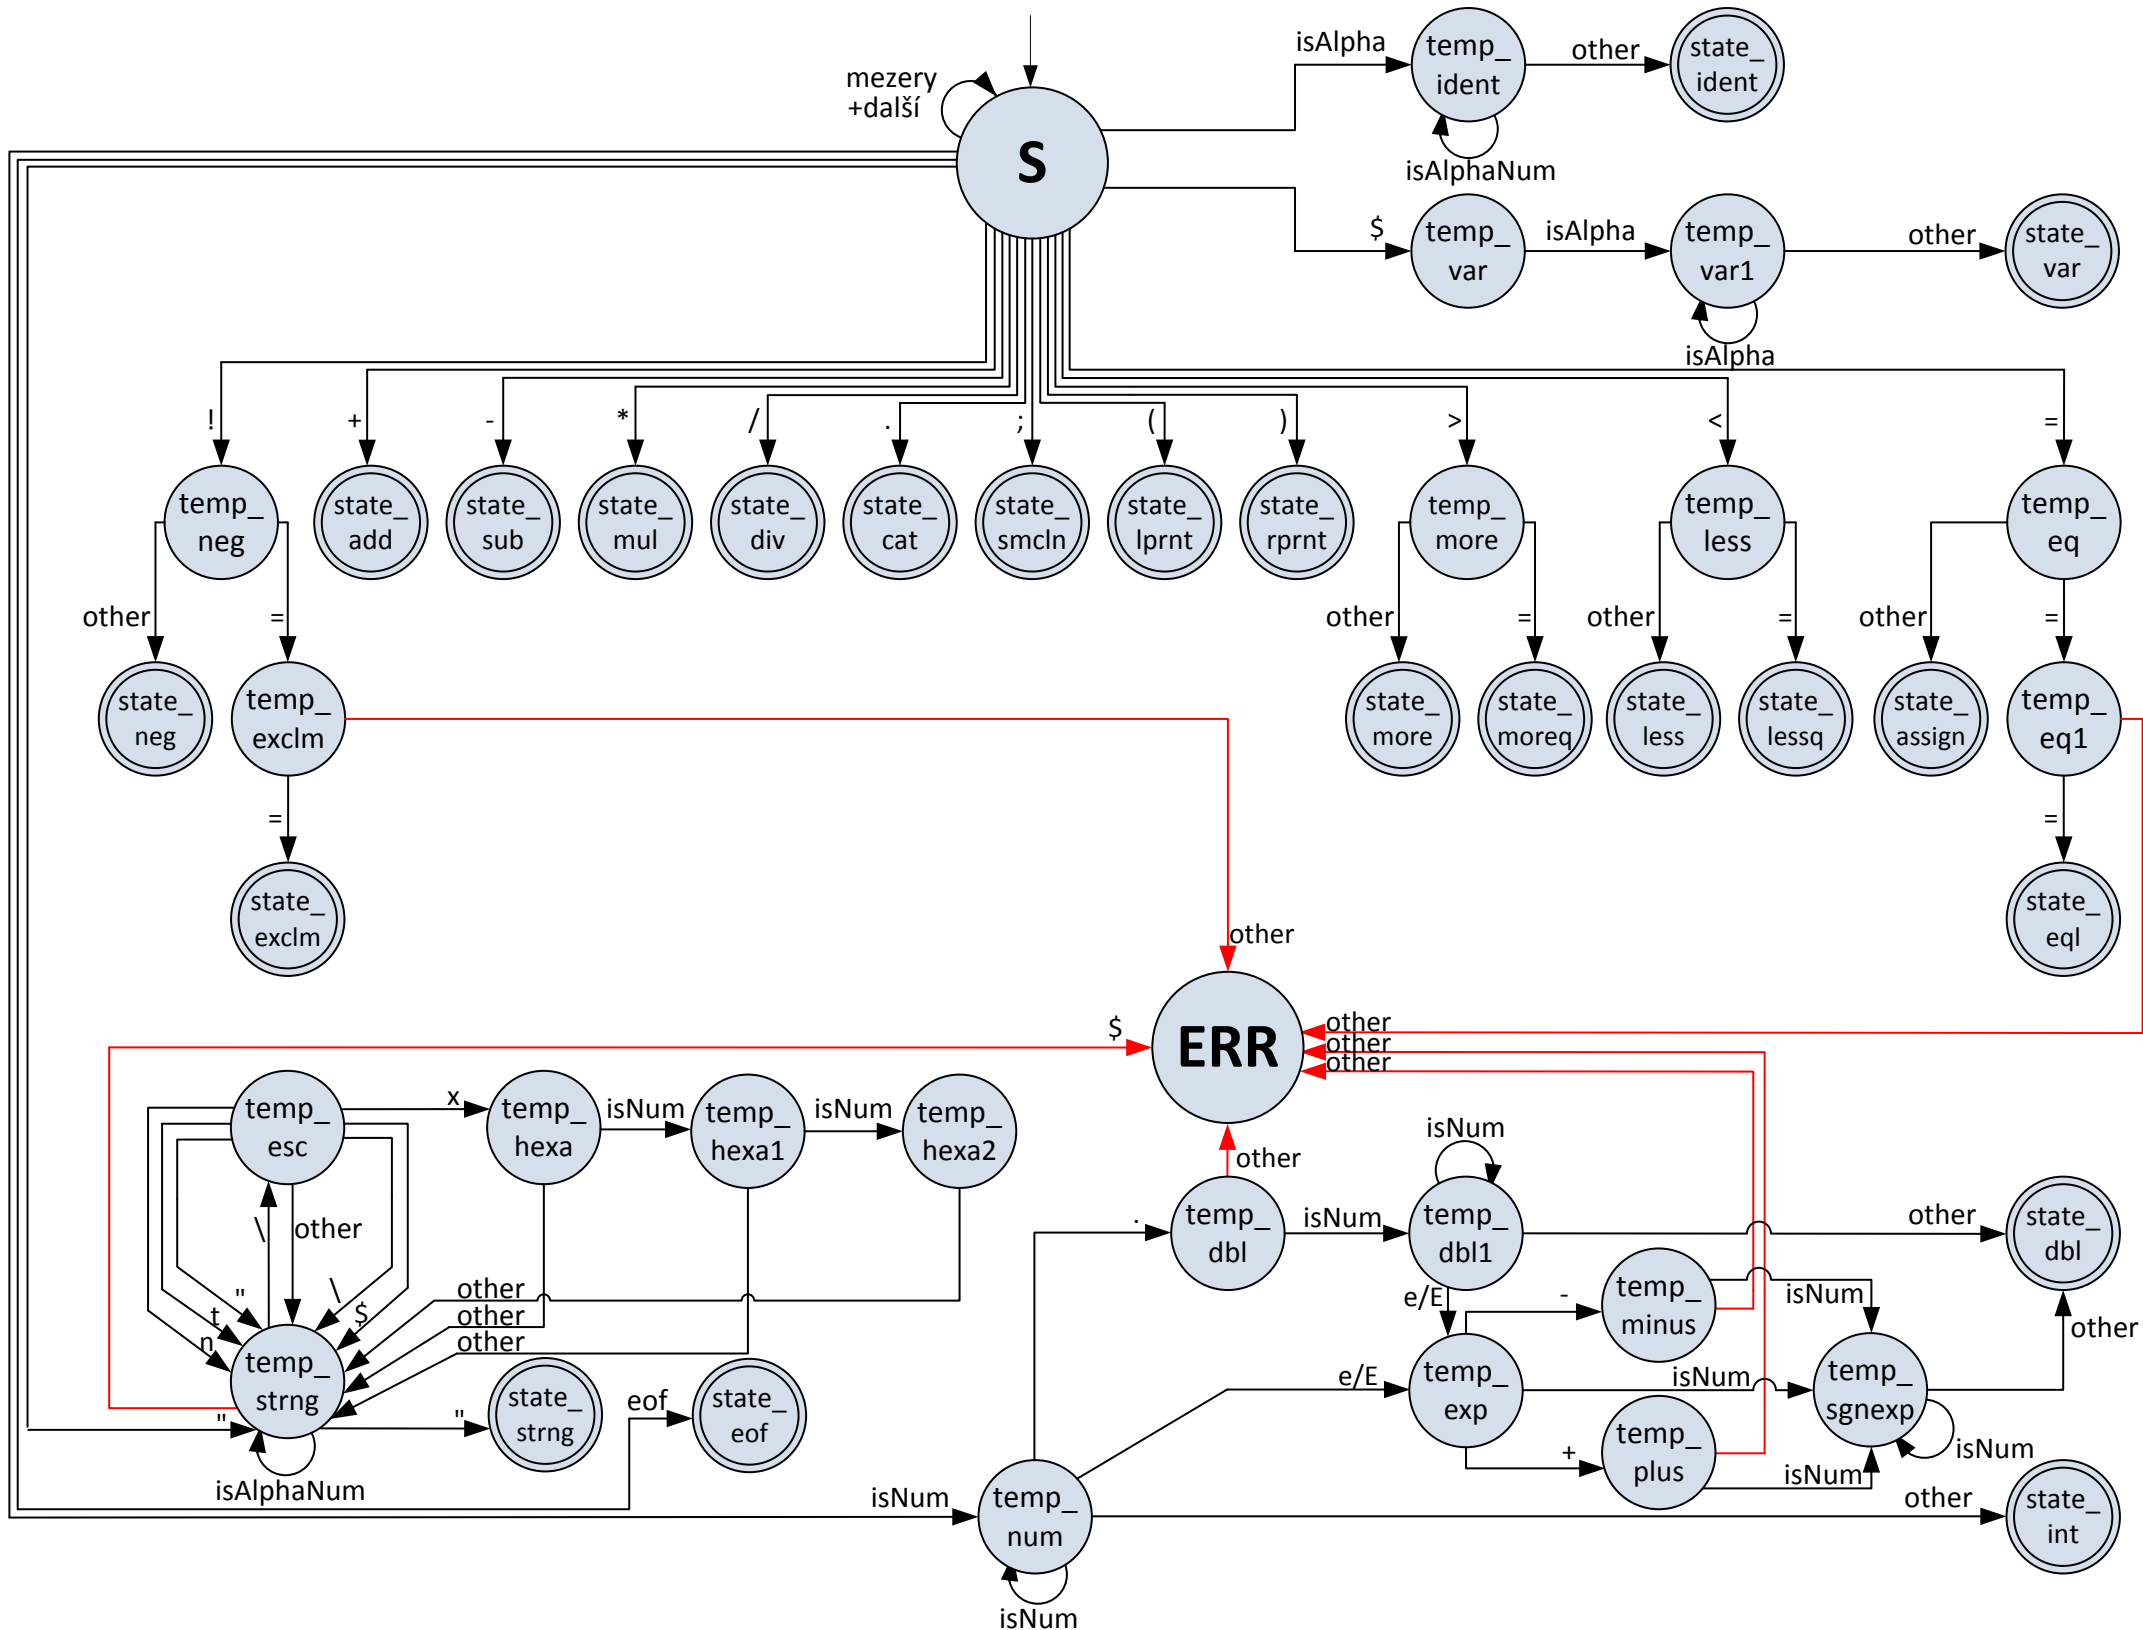 isAlpha
temp_
ident
other
state_
ident
mezery
+další
S
isAlphaNum
$
temp_
var
isAlpha
temp_
var1
other
state_
var
isAlpha
!
+
-
*
/
.
;
(
)
>
<
=
temp_
neg
state_
add
state_
sub
state_
mul
state_
div
state_
cat
state_
smcln
state_
lprnt
state_
rprnt
temp_
more
temp_
less
temp_
eq
other
=
other
=
other
=
other
=
state_
neg
temp_
exclm
state_
more
state_
moreq
state_
less
state_
lessq
state_
assign
temp_
eq1
=
=
state_
exclm
state_
eql
other
$
ERR
other
other
other
temp_
esc
x
temp_
hexa
isNum
temp_
hexa1
isNum
temp_
hexa2
isNum
other
\
other
.
temp_
dbl
isNum
temp_
dbl1
other
state_
dbl
"
t
n
\
$
other
other
other
e/E
-
temp_
minus
isNum
other
temp_
strng
"
"
state_
strng
eof
state_
eof
e/E
temp_
exp
isNum
temp_
sgnexp
isNum
+
temp_
plus
isNum
isAlphaNum
isNum
temp_
num
other
state_
int
isNum